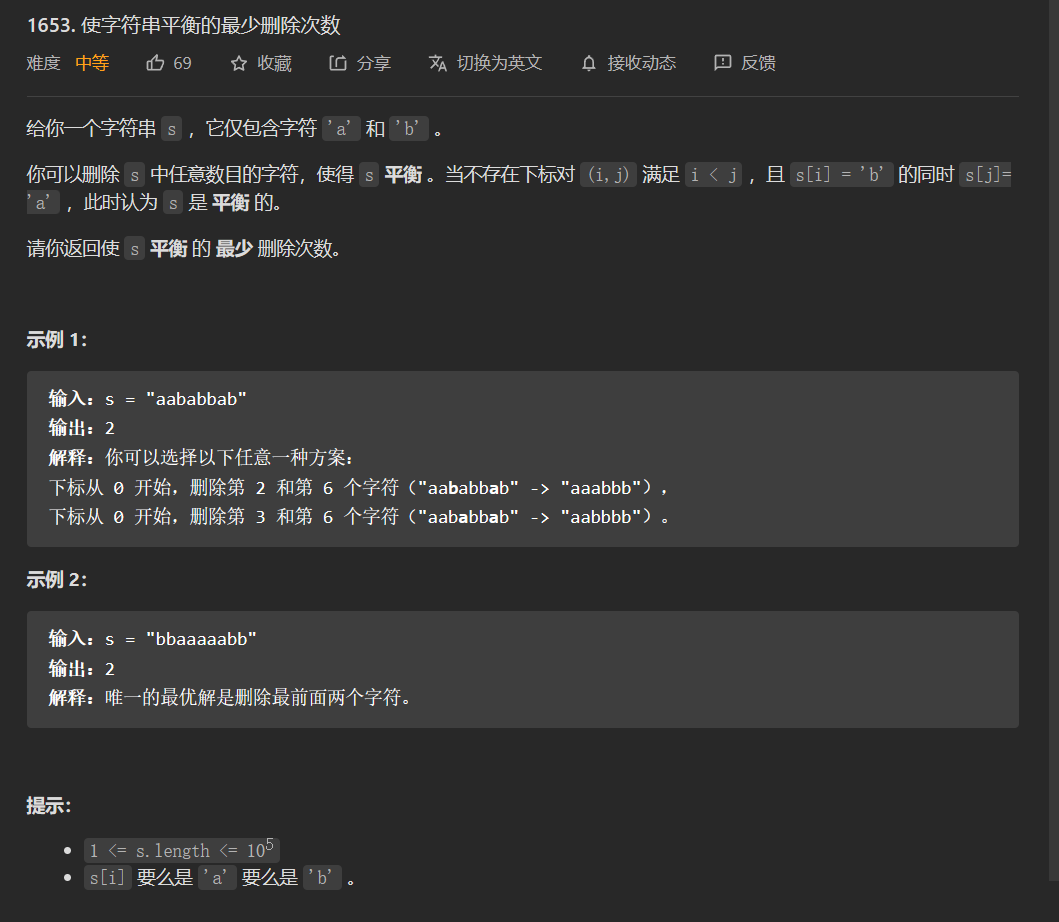 1653. 使字符串平衡的最少删除次数
难度 中等 69 收藏 分享 切换为英文 接收动态 反馈
给你一个字符串 s ，它仅包含字符 'a' 和 'b' 。
你可以删除 s 中任意数目的字符，使得 s 平衡 。当不存在下标对 (i,j) 满足 i < j ，且 s[i] = 'b' 的同时 s[j]=
'a' ，此时认为 s 是 平衡 的。
请你返回使 s 平衡 的 最少 删除次数。
示例 1：
输入：s = "aababbab"
输出：2
解释：你可以选择以下任意一种方案：
下标从 0 开始，删除第 2 和第 6 个字符（"aababbab" -> "aaabbb"），
下标从 0 开始，删除第 3 和第 6 个字符（"aababbab" -> "aabbbb"）。
示例 2：
输入：s = "bbaaaaabb"
输出：2
解释：唯一的最优解是删除最前面两个字符。
提示：
1 <= s.length <= 10⁵
s[i] 要么是 'a' 要么是 'b' 。